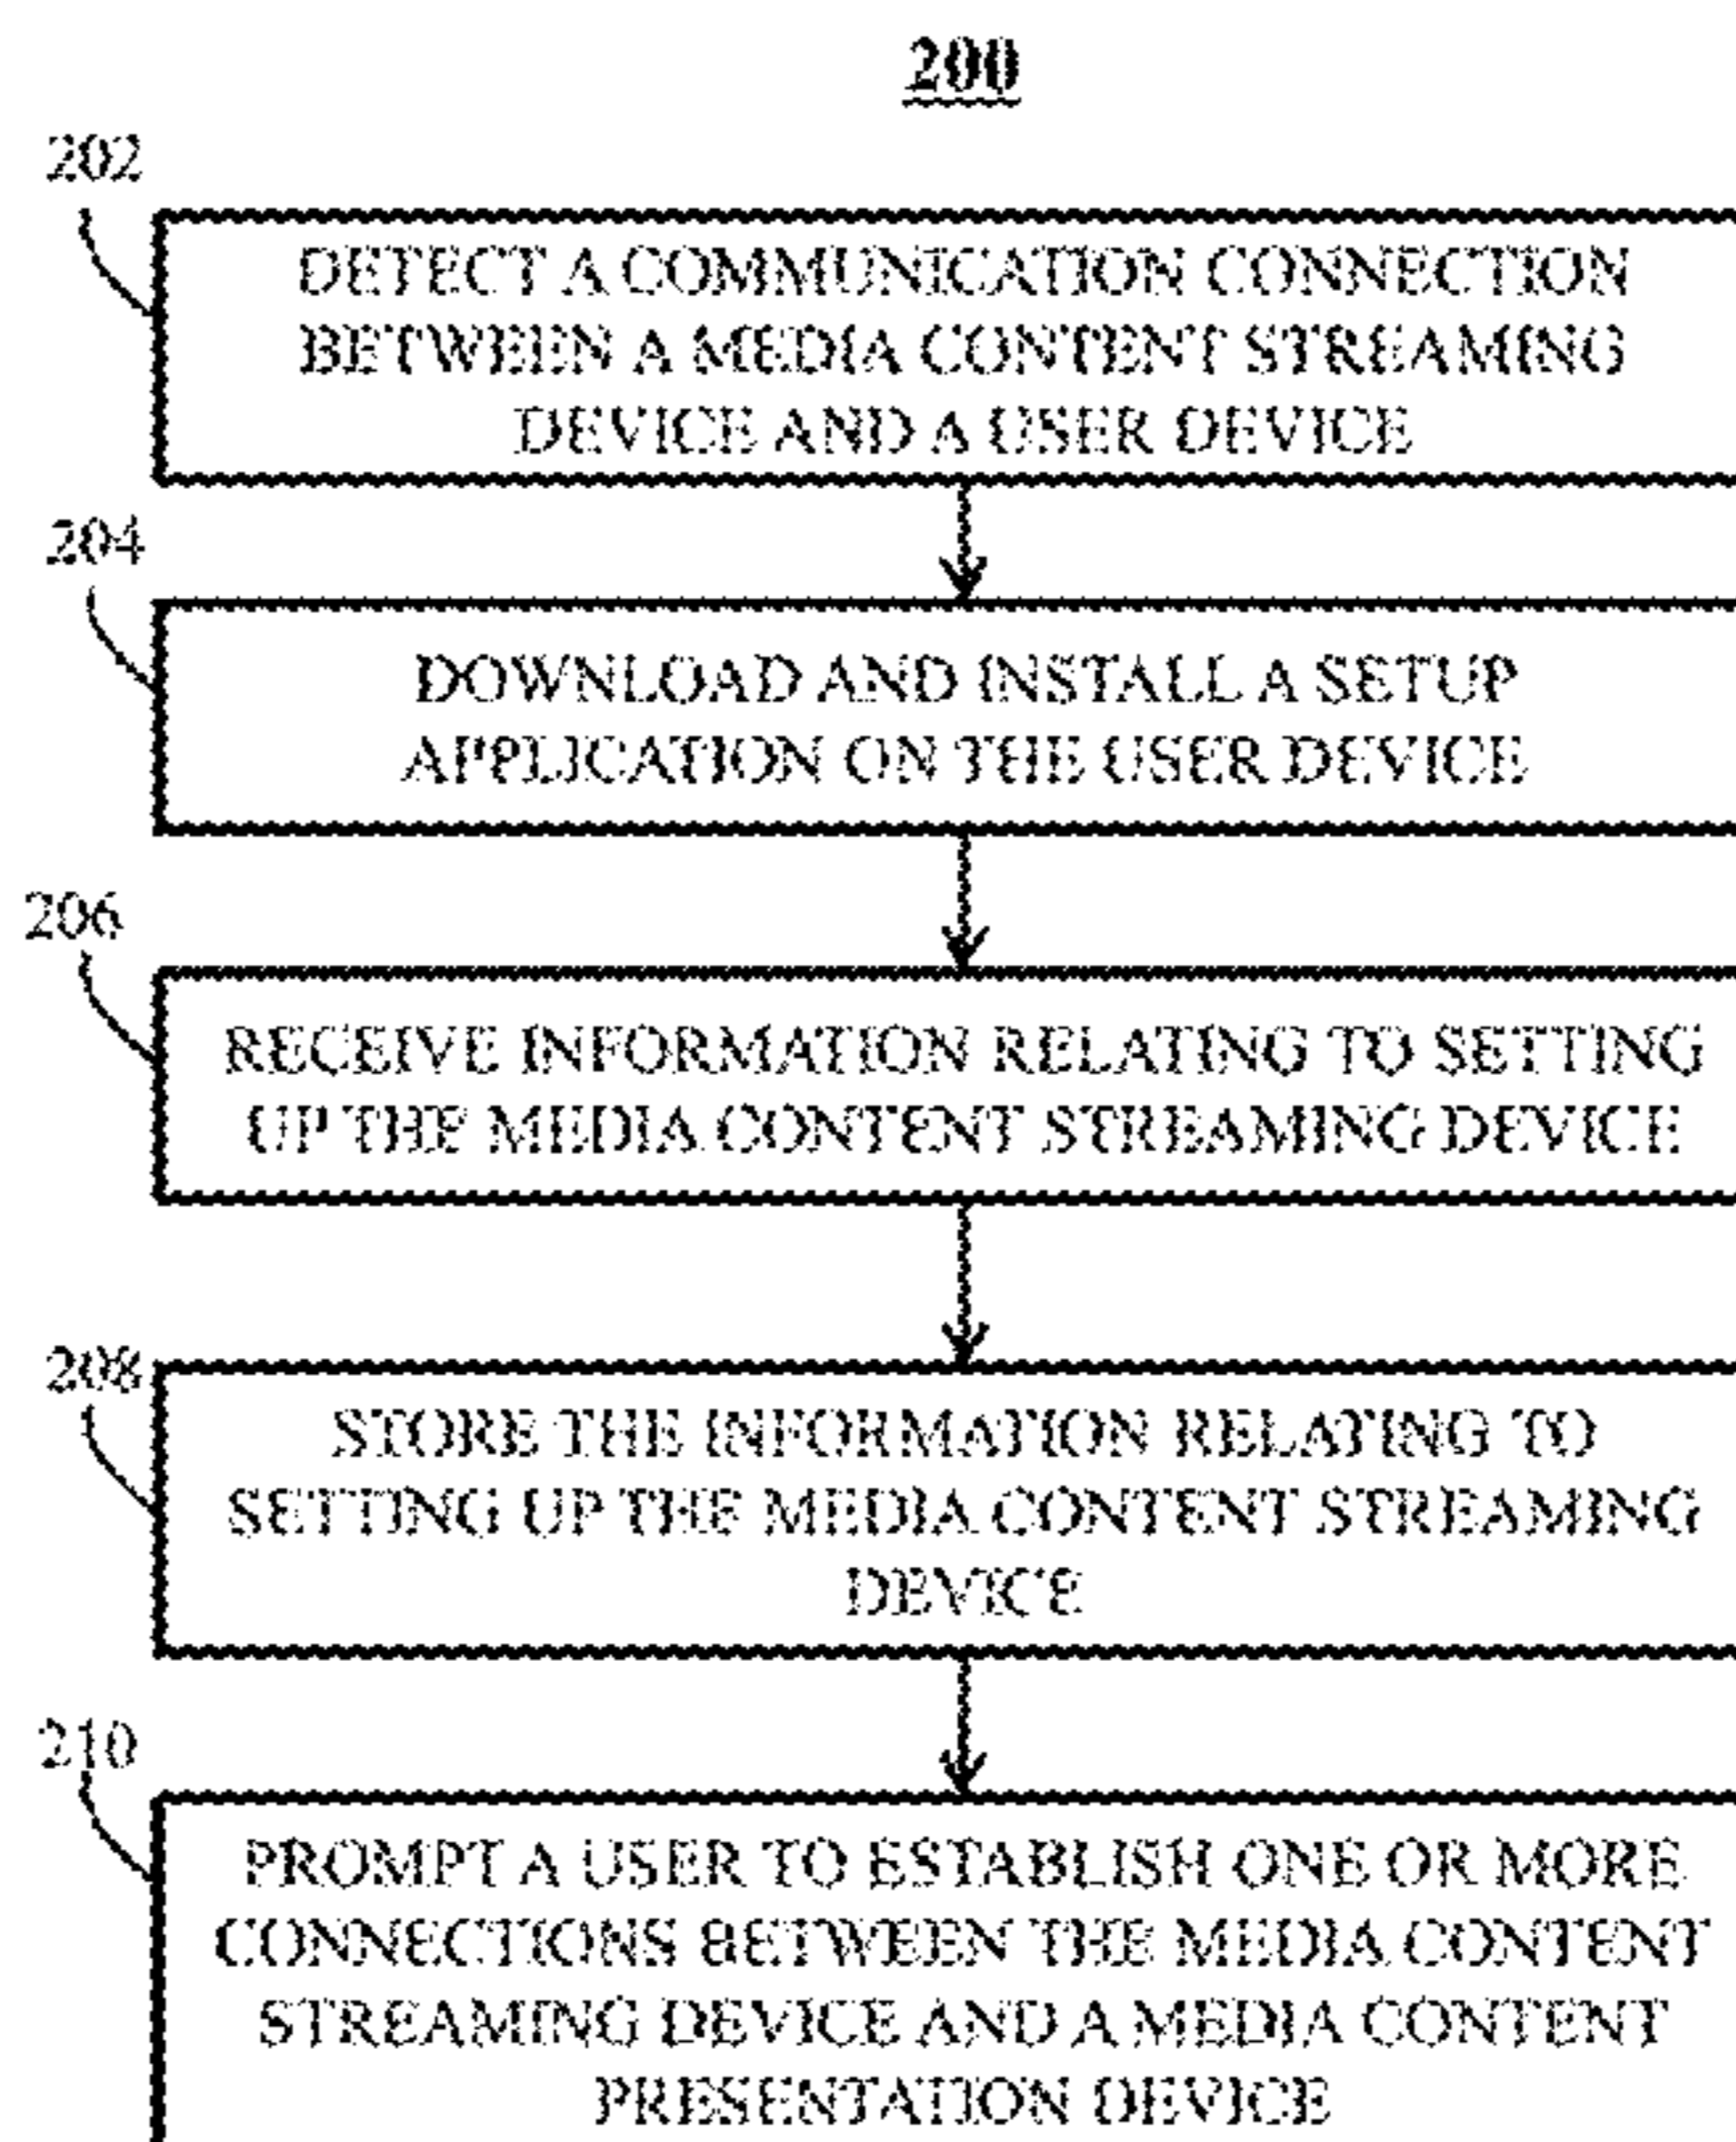 200
202
DETECT A COMMUNICATION CONNECTION
BETWEEN A MEDIA CONTENT STREAMING
DEVICE AND A USER DEVICE
204
DOWNLOAD AND INSTALL A SETUP
APPLICATION ON THE USER DEVICE
206
RECEIVE INFORMATION RELATING TO SETTING
UP THE MEDIA CONTENT STREAMING DEVICE
208
STORE THE INFORMATION RELATING TO
SETTING UP THE MEDIA CONTENT STREAMING
DEVICE
210
PROMPT A USER TO ESTABLISH ONE OR MORE
CONNECTIONS BETWEEN THE MEDIA CONTENT
STREAMING DEVICE AND A MEDIA CONTENT
PRESENTATION DEVICE